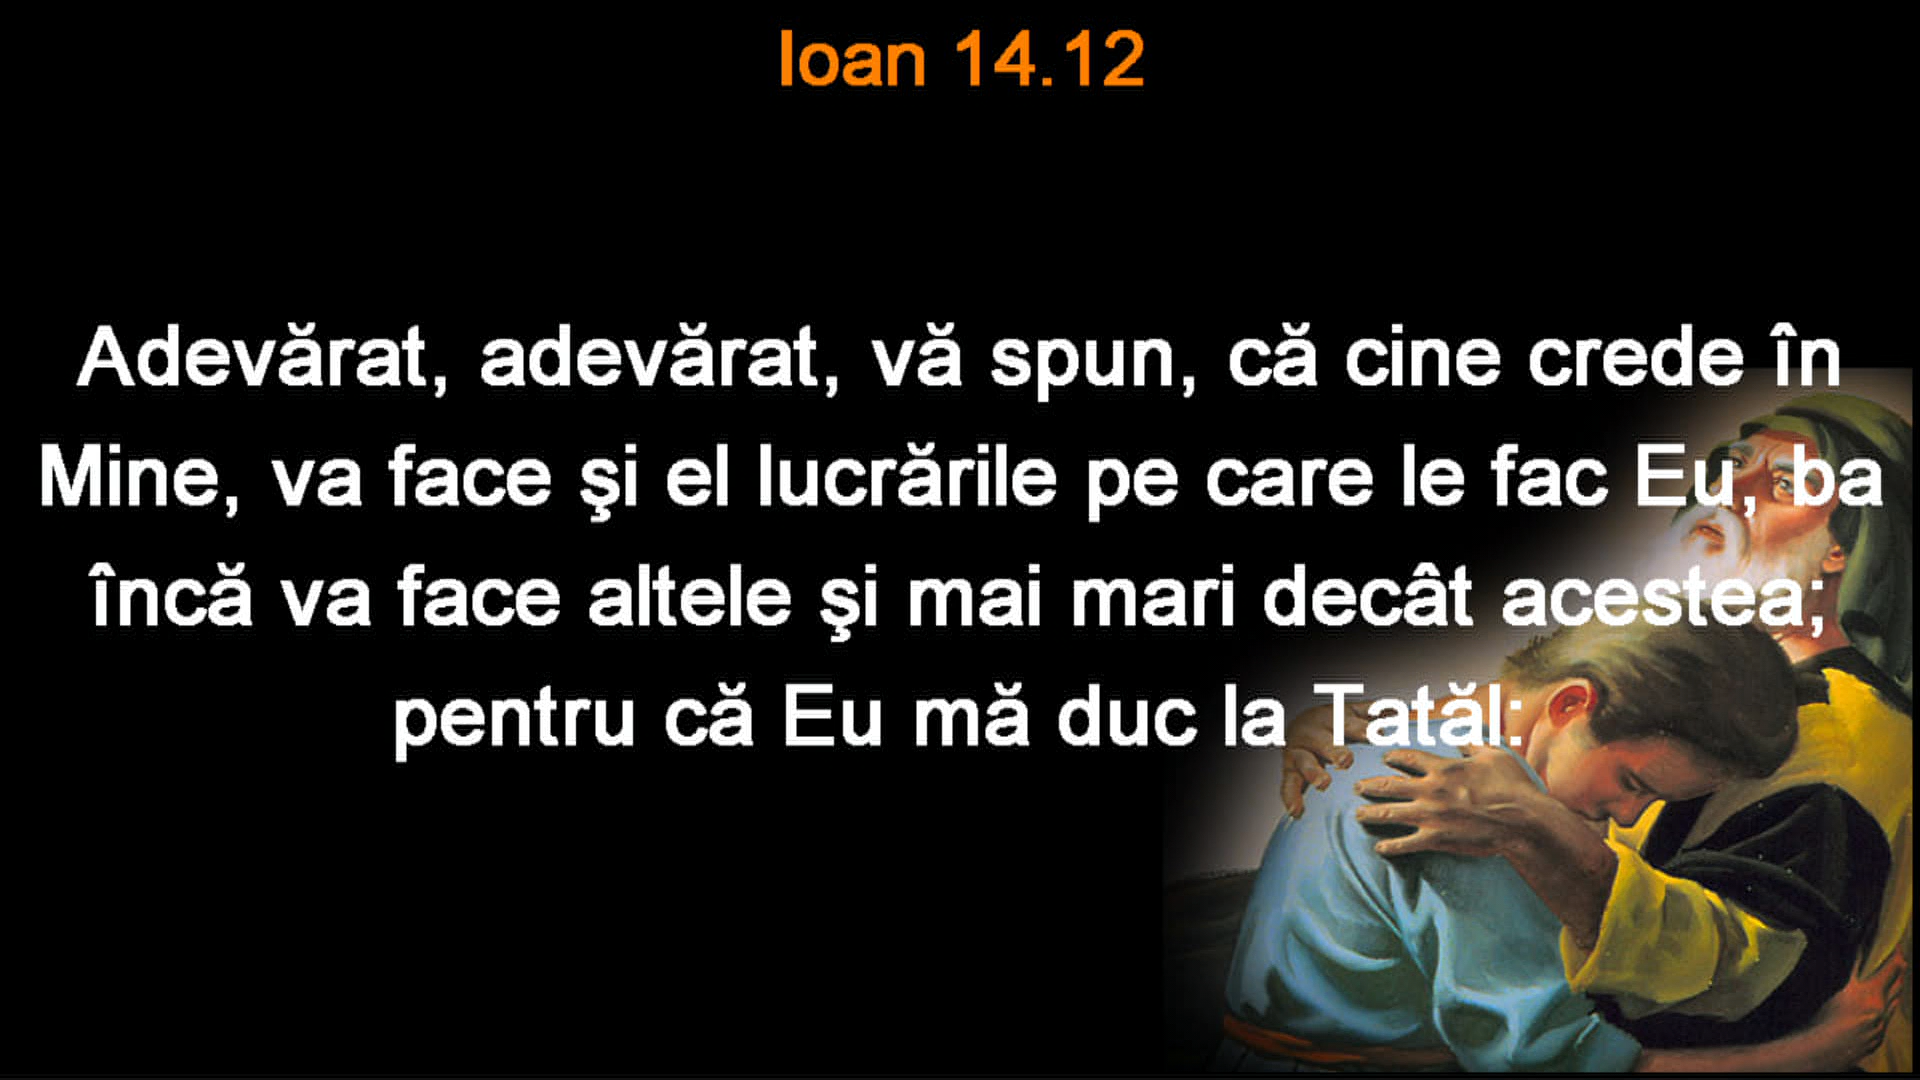 Ioan 14.12
Adevărat, adevărat, vă spun, că cine crede în
Mine, va face şi el lucrările pe care le fac Eu, ba
încă va face altele şi mai mari decât acestea;
pentru că Eu mă duc la Tatăl: